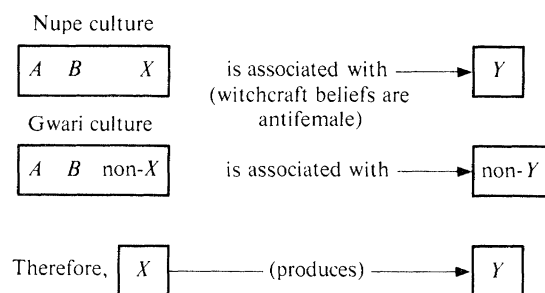 Nupe culture
A B X is associated with Y
(witchcraft beliefs are
antifemale)
Gwari culture
A B non-X is associated with non-Y
Therefore, X (produces) Y